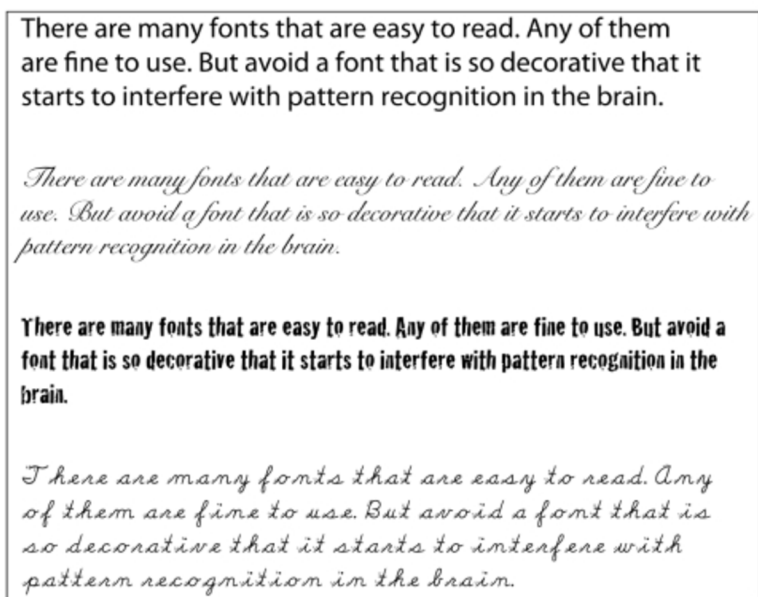 There are many fonts that are easy to read. Any of them
are fine to use. But avoid a font that is so decorative that it
starts to interfere with pattern recognition in the brain.
There are many fonts that are easy to read. Any of them are fine to
use. But avoid a font that is so decorative that it starts to interfere with
pattern recognition in the brain.
There are many fonts that are easy to read. Any of them are fine to use. But avoid a
font that is so decorative that it starts to interfere with pattern recognition in the
brain.
There are many fonts that are easy to read. Any
of them are fine to use. But avoid a font that is
so decorative that it starts to interfere with
pattern recognition in the brain.